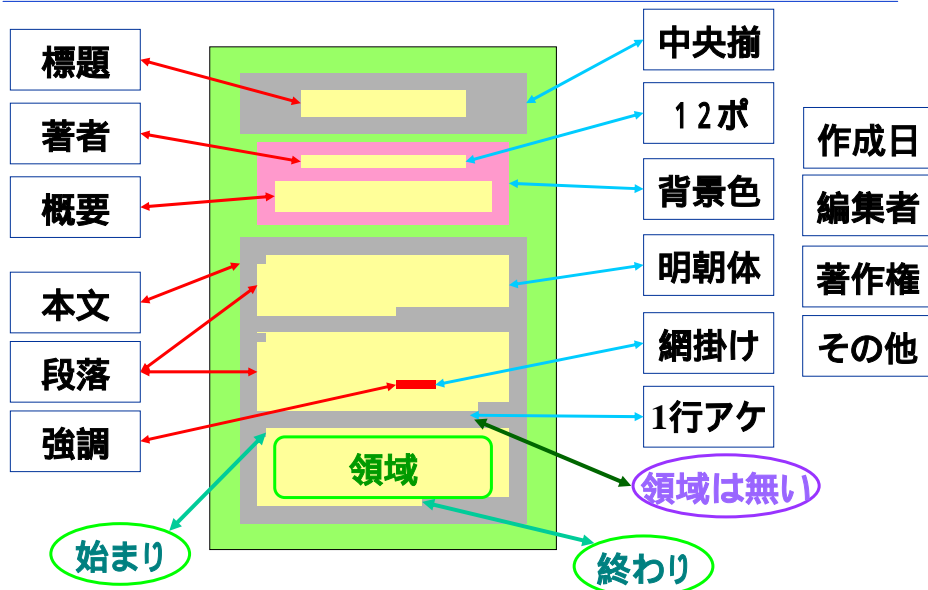 標題
著者
概要
本文
段落
強調
始まり
領域
中央揃
12ポ
背景色
明朝体
網掛け
1行アケ
領域は無い
終わり
作成日
編集者
著作権
その他